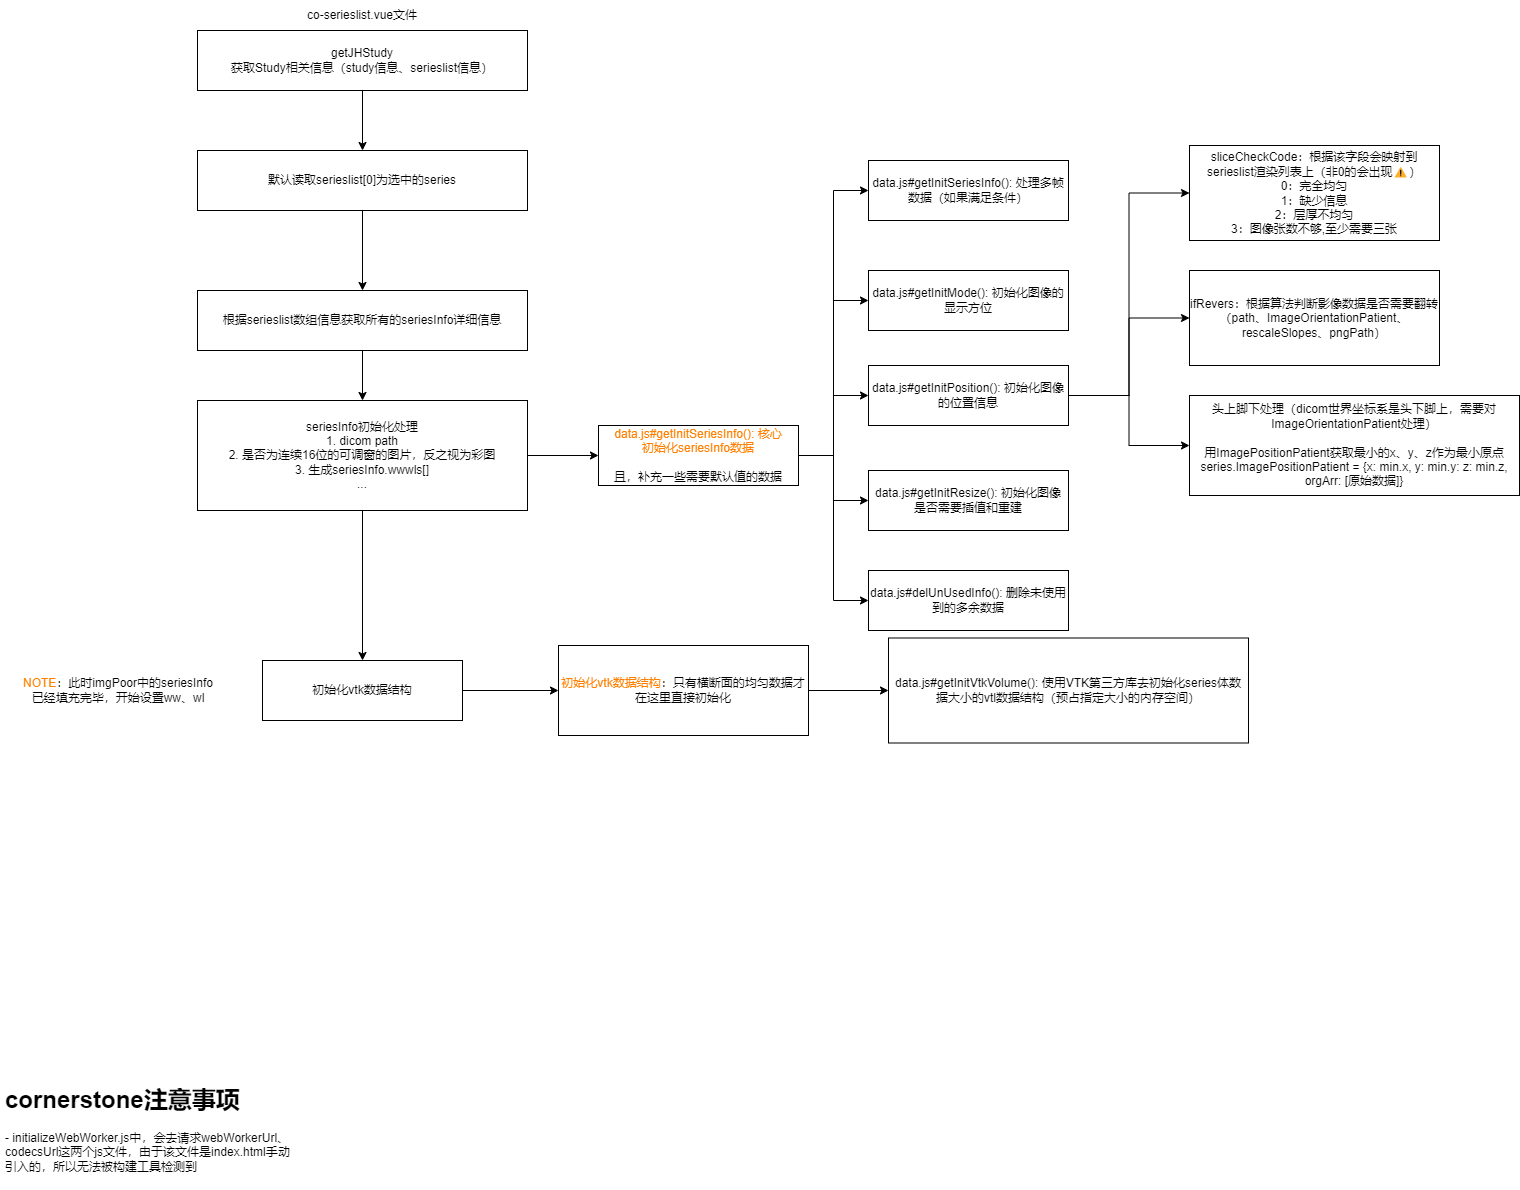 co-serieslist.vue文件
getJHStudy
获取Study相关信息（study信息、serieslist信息）
默认读取serieslist[0]为选中的series
根据serieslist数组信息获取所有的seriesInfo详细信息
seriesInfo初始化处理
1. dicom path
2. 是否为连续16位的可调窗的图片，反之视为彩图
3. 生成seriesInfo.wwwls[]
...
data.js#getInitSeriesInfo(): 核心
初始化seriesInfo数据
且，补充一些需要默认值的数据
data.js#getInitSeriesInfo(): 处理多帧
数据（如果满足条件）
data.js#getInitMode(): 初始化图像的
显示方位
data.js#getInitPosition(): 初始化图像
的位置信息
data.js#getInitResize(): 初始化图像
是否需要插值和重建
data.js#delUnUsedInfo(): 删除未使用
到的多余数据
sliceCheckCode：根据该字段会映射到
serieslist渲染列表上（非0的会出现⚠️）
0：完全均匀
1：缺少信息
2：层厚不均匀
3：图像张数不够,至少需要三张
ifRevers：根据算法判断影像数据是否需要翻转
（path、ImageOrientationPatient、
rescaleSlopes、pngPath）
头上脚下处理（dicom世界坐标系是头下脚上，需要对
ImageOrientationPatient处理）
用ImagePositionPatient获取最小的x、y、z作为最小原点
series.ImagePositionPatient = {x: min.x, y: min.y: z: min.z,
orgArr: [原始数据]}
NOTE：此时imgPoor中的seriesInfo
已经填充完毕，开始设置ww、wl
初始化vtk数据结构
初始化vtk数据结构：只有横断面的均匀数据才
在这里直接初始化
data.js#getInitVtkVolume(): 使用VTK第三方库去初始化series体数
据大小的vtl数据结构（预占指定大小的内存空间）
cornerstone注意事项
- initializeWebWorker.js中，会去请求webWorkerUrl、
codecsUrl这两个js文件，由于该文件是index.html手动
引入的，所以无法被构建工具检测到